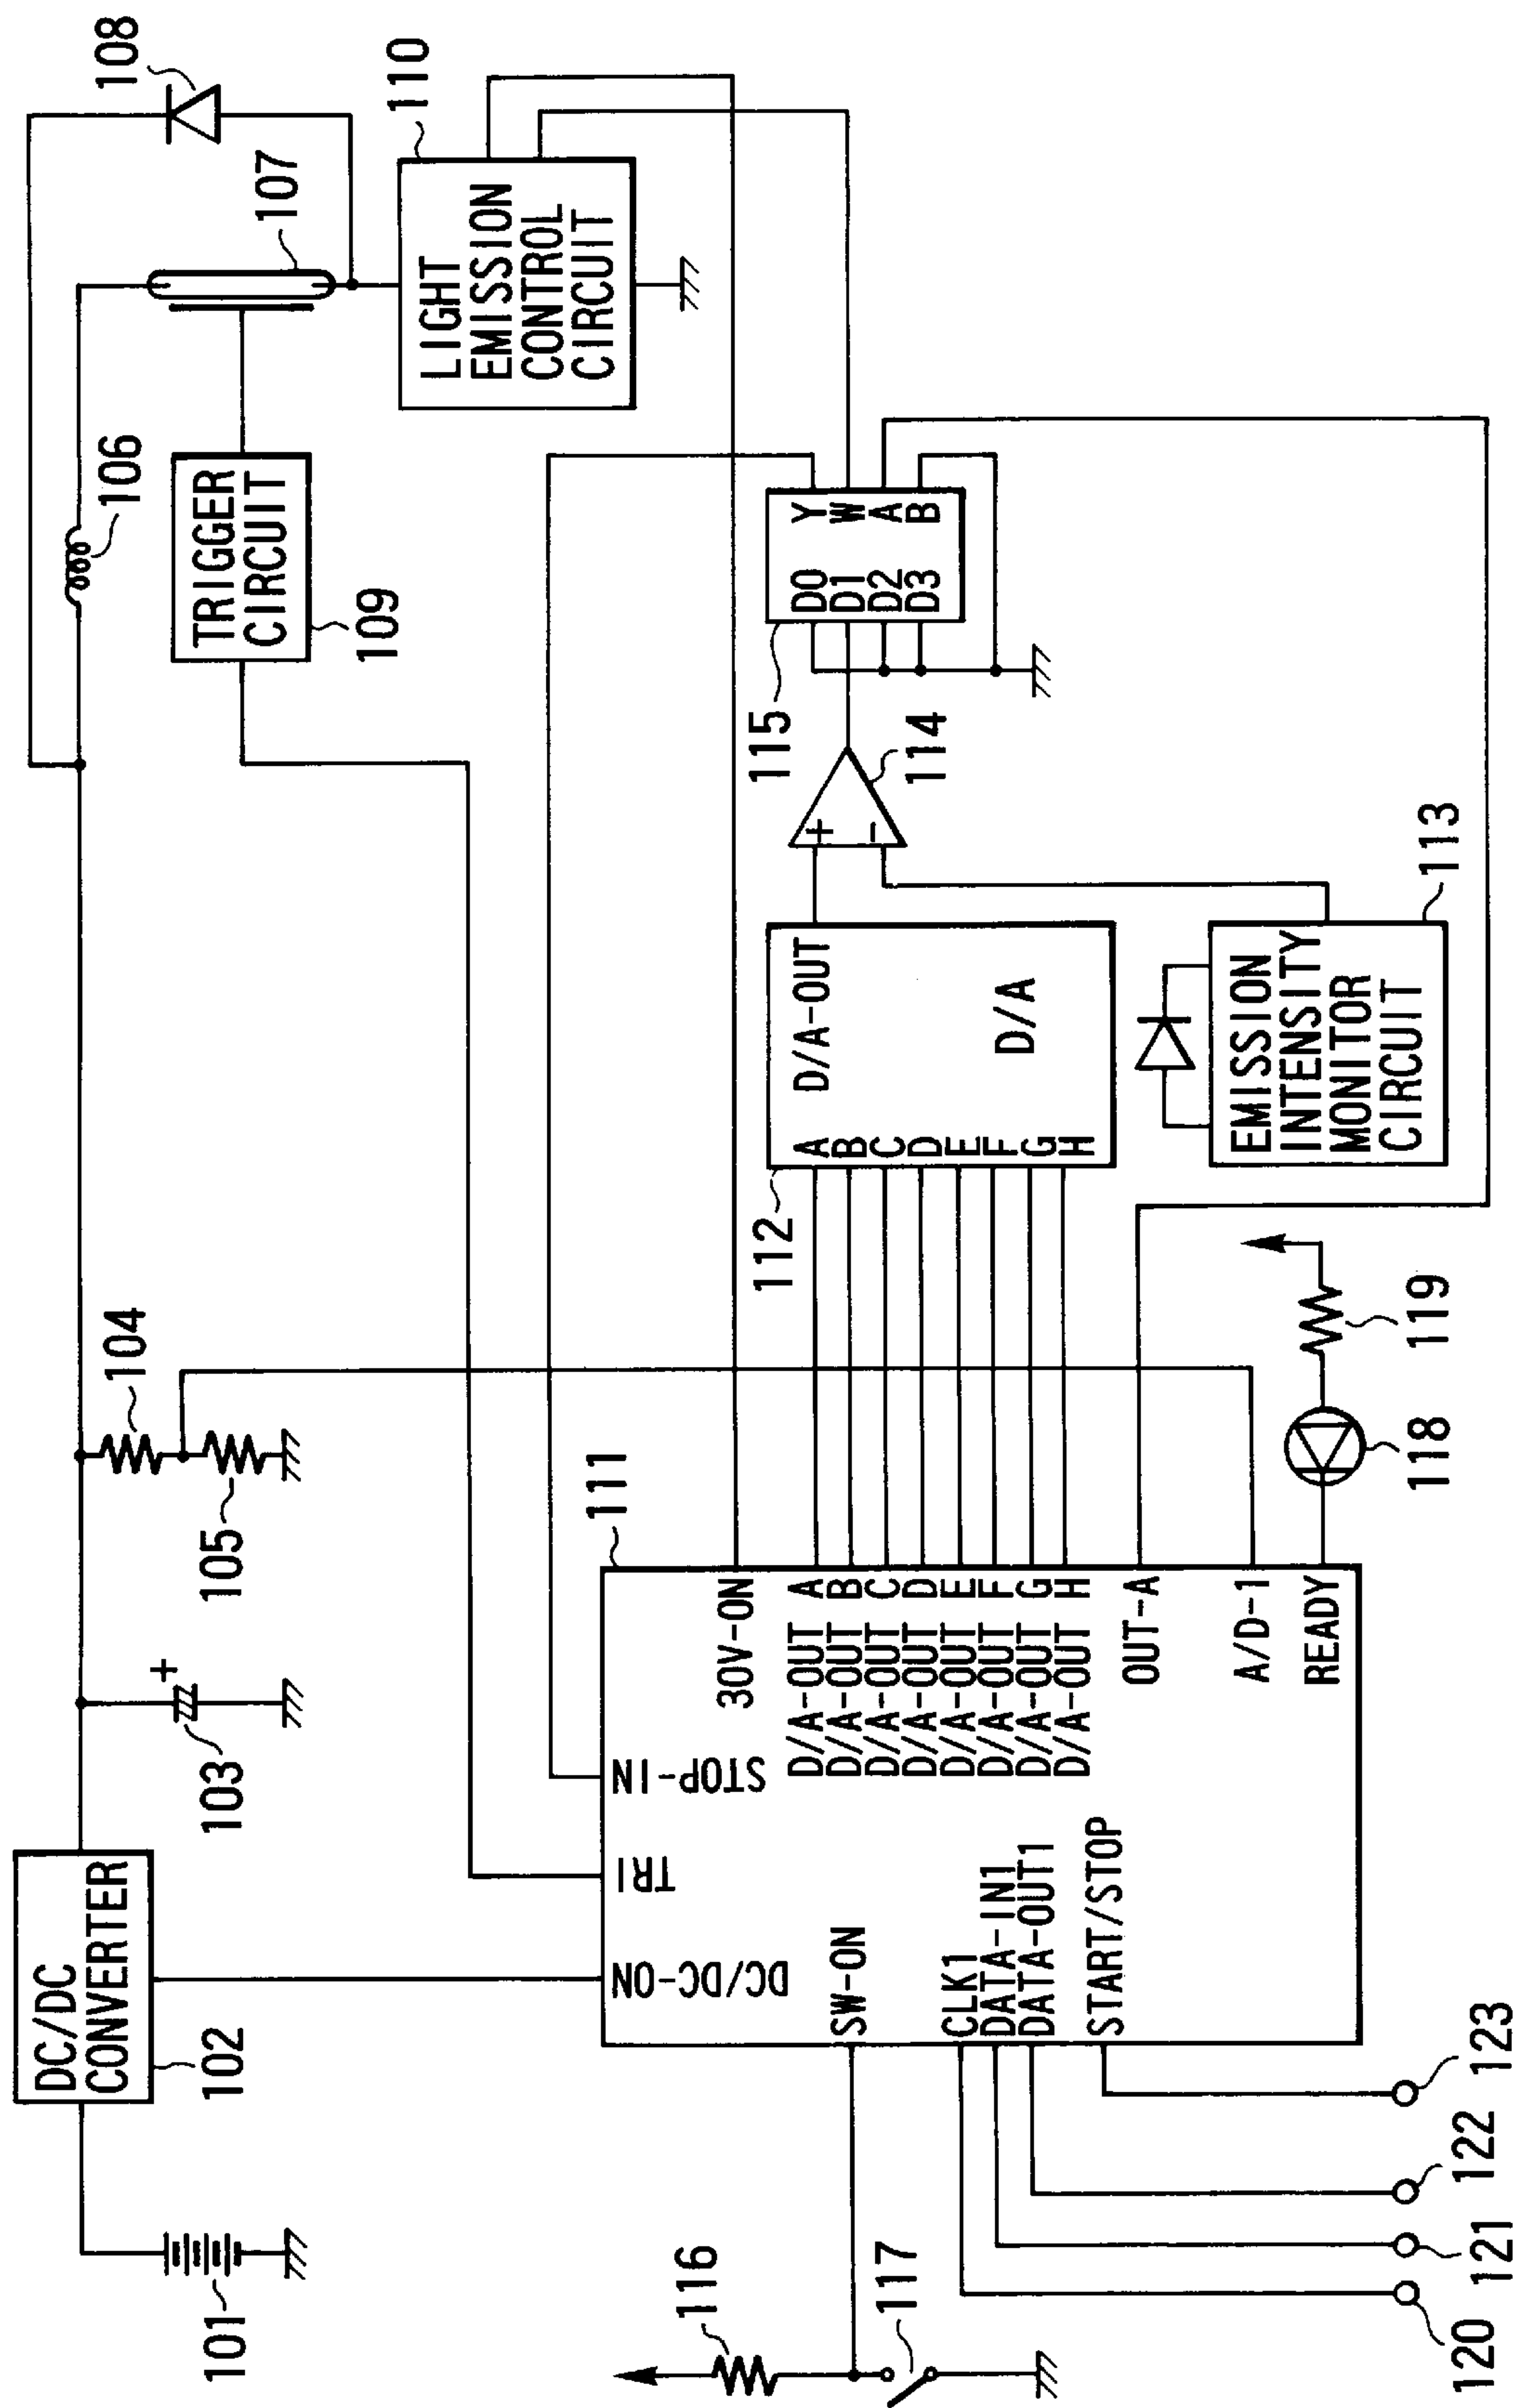 108
110
107
106
LIGHT
EMISSION
CONTROL
CIRCUIT
TRIGGER
CIRCUIT
109
Y
W
A
B
D0
D1
D2
D3
115
114
+
-
113
D/A-OUT
D/A
A
B
C
D
E
F
G
H
112
EMISSION
INTENSITY
MONITOR
CIRCUIT
104
105
119
118
111
30V-ON
D/A-OUT A
D/A-OUT B
D/A-OUT C
D/A-OUT D
D/A-OUT E
D/A-OUT F
D/A-OUT G
D/A-OUT H
OUT-A
A/D-1
READY
STOP-IN
TRI
DC/DC-ON
SW-ON
CLK1
DATA-IN1
DATA-OUT1
START/STOP
+
103
DC/DC
CONVERTER
102
101
116
117
120
121
122
123